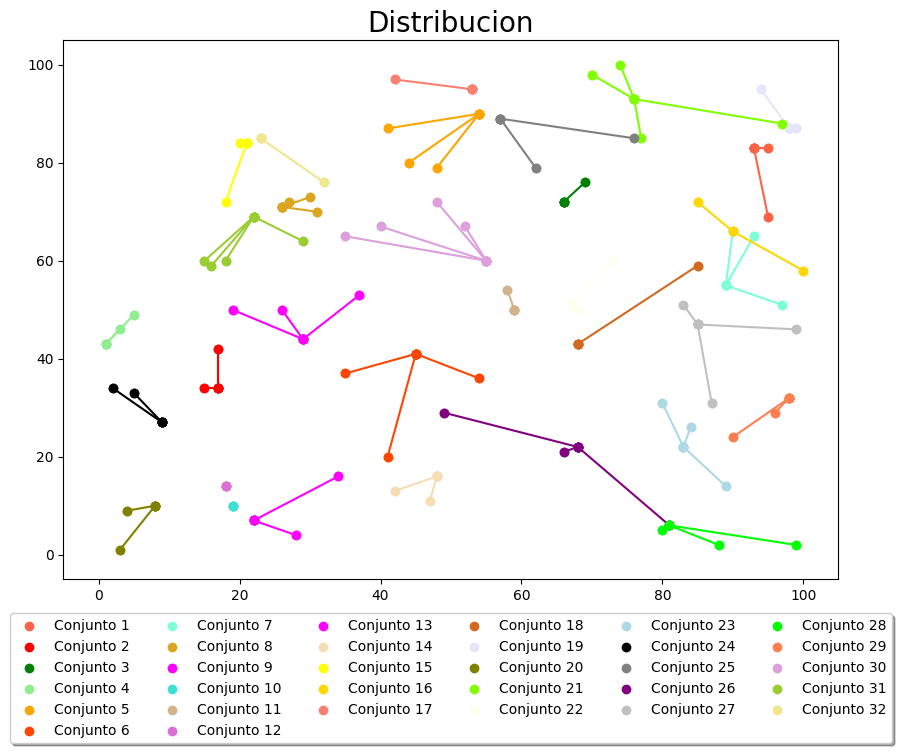 Distribucion
100
80
60
40
20
0
0 20 40 60 80 100
Conjunto 1 Conjunto 7 Conjunto 13 Conjunto 18 Conjunto 23 Conjunto 28
Conjunto 2 Conjunto 8 Conjunto 14 Conjunto 19 Conjunto 24 Conjunto 29
Conjunto 3 Conjunto 9 Conjunto 15 Conjunto 20 Conjunto 25 Conjunto 30
Conjunto 4 Conjunto 10 Conjunto 16 Conjunto 21 Conjunto 26 Conjunto 31
Conjunto 5 Conjunto 11 Conjunto 17 Conjunto 22 Conjunto 27 Conjunto 32
Conjunto 6 Conjunto 12